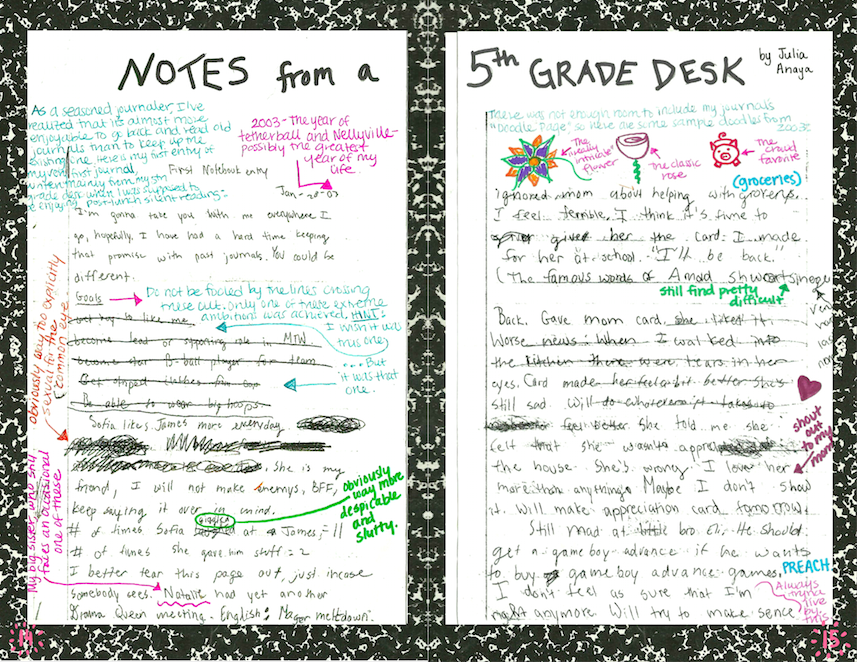 NOTES from a
As a seasoned journaler, I've
realized that it's almost more
enjoyable to go back and read old
journals than to keep up the
existing one. Here is my first entry of
my very first journal,
written mainly from my 5th
grade desk when I was supposed to
be enjoying post-lunch silent reading-
2003-The year of
tetherball and Nellyville-
possibly the greatest
year of my
life.
First Notebook entry
Jan-28-03
I'm gonna take you with me everywhere I
go, hopefully. I have had a hard time keeping
that promise with past journals. You could be
different.
Goals
Do not be fooled by the lines crossing
these out. Only one of these extreme
ambitions was achieved, HINT:
I wish it was
this one
Get boy to like me
become lead or supporting role in MTW
become star B-ball player for team
Get striped clothes
Be able to wear big hoops
....But
it was that
one.
obviously way too explicitly
sexual for the
common eye
Sofia likes James more everyday
, she is my
friend, I will not make enemys, BFF,
keep saying it over in mind.
giggled
# of times Sofia at James, = 11
# of times she gave him stuff = 2
obviously
way more
despicable
and
slutty.
I better tear this page out, just incase
somebody sees. Natalie had yet another
Drama Queen meeting - English: Mager meltdown.
My big sister, who still
has an occasional
one of these
14
5th GRADE DESK
by Julia
Anaya
There was not enough room to include my journal's
"Doodle Page," so here are some sample doodles from
2003:
The
"really
intricate"
flower
The classic
rose
The
crowd
favorite
(groceries)
ignored mom about helping with grocerys.
I feel terrible. I think it's time to
give her the card I made
for her at school. "I'll be back."
(The famous words of Arnold
still find pretty
difficult
Back. Gave mom card, she liked it.
Worse news: When I walked into
the kitchen there were tears in her
eyes. Card made her feel a bit better. She's
still sad. Will do whatever it takes to
feel better. She told me she
felt that she wasn't
the house. She's wrong I love her
more than anything. Maybe I don't show
it. Will make appreciation card tomorrow.
shout
out
to my
mom
Still mad at little bro Eli. He should
get a gameboy advance if he wants
to buy gameboy advance games.
PREACH
I don't feel as sure that I'm
right anymore. Will try to make sence
Always
live
by
this
15